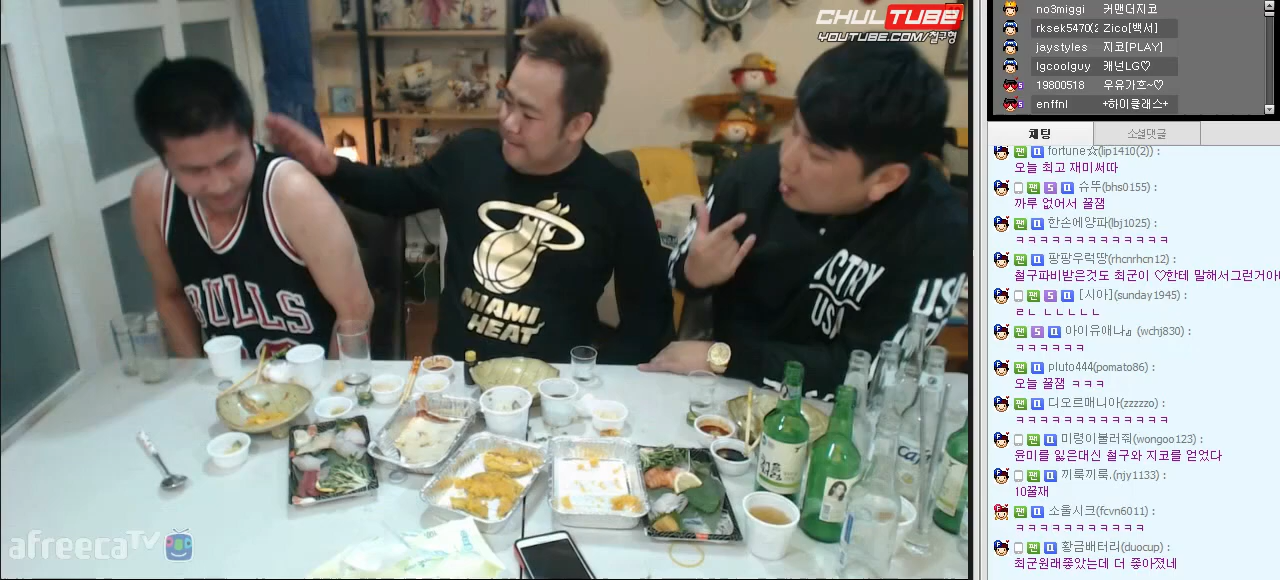 CHULTUBE
YOUTUBE.COM/철구형
BULLS
MIAMI
HEAT
VICTRY
USA
US
afreecaTV
no3miggi 커맨더지코
rksek5470(2 Zico[백서]
jaystyles 지코[PLAY]
lgcoolguy 캐넌LG♡
19800518 우유가흐~♡
enffnl +하이클래스+
채팅 소셜댓글
fortune☆(lip1410(2)) :
오늘 최고 재미써따
슈뚜(bhs0155) :
까루 없어서 꿀잼
한손에양파(lbj1025) :
ㅋㅋㅋㅋㅋㅋㅋㅋㅋㅋㅋㅋㅋ
팡팡우럭땅(rhcnrhcn12) :
철구파비받은것도 최군이 ♡한테 말해서그런거아
[시아](sunday1945) :
ㄹㄴ ㄴㄴㄴㄴㄴ
아이유애나』(wchj830) :
ㅋㅋㅋㅋㅋㅋ
pluto444(pomato86) :
오늘 꿀잼 ㅋㅋㅋ
디오르매니아(zzzzzo) :
ㅋㅋㅋㅋㅋㅋㅋㅋㅋㅋㅋㅋㅋ
미령이불러줘(wongoo123) :
윤미를 잃은대신 철구와 지코를 얻었다
끼룩끼룩.(njy1133) :
10꿀재
소울시크(fcvn6011) :
ㅋㅋㅋㅋㅋㅋㅋㅋㅋㅋㅋ
황금배터리(duocup) :
최군원래좋았는데 더 좋아졌네